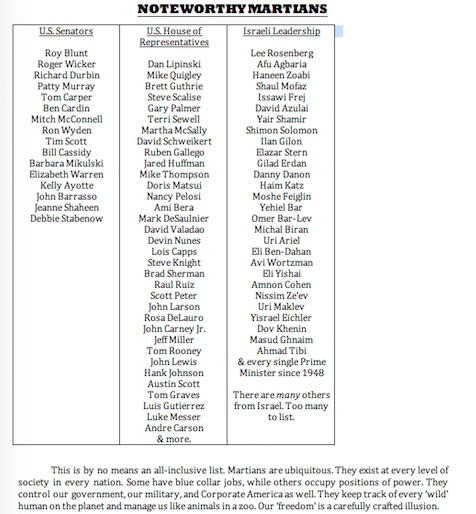 NOTEWORTHY MARTIANS
U.S. Senators
Roy Blunt
Roger Wicker
Richard Durbin
Patty Murray
Tom Carper
Ben Cardin
Mitch McConnell
Ron Wyden
Tim Scott
Bill Cassidy
Barbara Mikulski
Elizabeth Warren
Kelly Ayotte
John Barrasso
Jeanne Shaheen
Debbie Stabenow
U.S. House of
Representatives
Dan Lipinski
Mike Quigley
Brett Guthrie
Steve Scalise
Gary Palmer
Terri Sewell
Martha McSally
David Schweikert
Ruben Gallego
Jared Huffman
Mike Thompson
Doris Matsui
Nancy Pelosi
Ami Bera
Mark DeSaulnier
David Valadao
Devin Nunes
Lois Capps
Steve Knight
Brad Sherman
Raul Ruiz
Scott Peter
John Larson
Rosa DeLauro
John Carney Jr.
Jeff Miller
Tom Rooney
John Lewis
Hank Johnson
Austin Scott
Tom Graves
Luis Gutierrez
Luke Messer
Andre Carson
& more.
Israeli Leadership
Lee Rosenberg
Afu Agbaria
Haneen Zoabi
Shaul Mofaz
Issawi Frej
David Azulai
Yair Shamir
Shimon Solomon
Ilan Gilon
Elazar Stern
Gilad Erdan
Danny Danon
Haim Katz
Moshe Feiglin
Yehiel Bar
Omer Bar-Lev
Michal Biran
Uri Ariel
Eli Ben-Dahan
Avi Wortzman
Eli Yishai
Amnon Cohen
Nissim Ze'ev
Uri Maklev
Yisrael Eichler
Dov Khenin
Masud Ghnaim
Ahmad Tibi
& every single Prime
Minister since 1948
There are many others
from Israel. Too many
to list.
This is by no means an all-inclusive list. Martians are ubiquitous. They exist at every level of
society in every nation. Some have blue collar jobs, while others occupy positions of power. They
control our government, our military, and Corporate America as well. They keep track of every 'wild'
human on the planet and manage us like animals in a zoo. Our 'freedom' is a carefully crafted illusion.